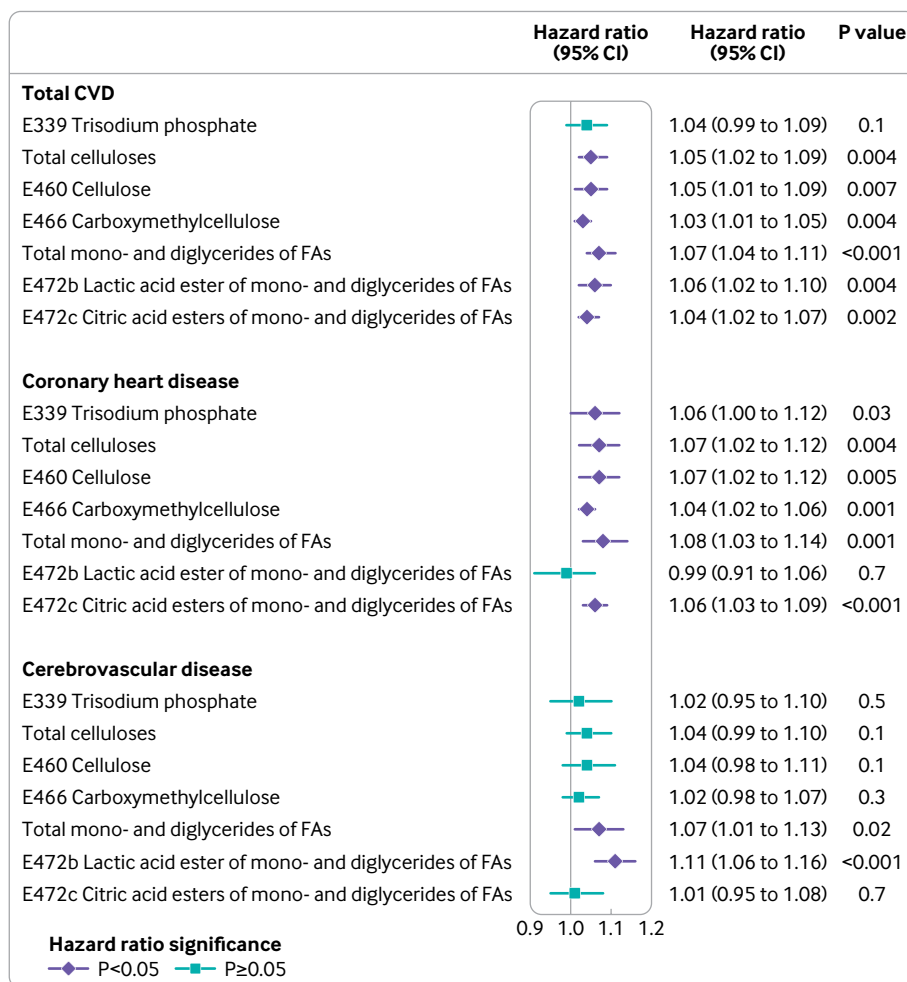 Hazard ratio (95% CI) Hazard ratio (95% CI) P value
Total CVD
E339 Trisodium phosphate 1.04 (0.99 to 1.09) 0.1
Total celluloses 1.05 (1.02 to 1.09) 0.004
E460 Cellulose 1.05 (1.01 to 1.09) 0.007
E466 Carboxymethylcellulose 1.03 (1.01 to 1.05) 0.004
Total mono- and diglycerides of FAs 1.07 (1.04 to 1.11) <0.001
E472b Lactic acid ester of mono- and diglycerides of FAs 1.06 (1.02 to 1.10) 0.004
E472c Citric acid esters of mono- and diglycerides of FAs 1.04 (1.02 to 1.07) 0.002
Coronary heart disease
E339 Trisodium phosphate 1.06 (1.00 to 1.12) 0.03
Total celluloses 1.07 (1.02 to 1.12) 0.004
E460 Cellulose 1.07 (1.02 to 1.12) 0.005
E466 Carboxymethylcellulose 1.04 (1.02 to 1.06) 0.001
Total mono- and diglycerides of FAs 1.08 (1.03 to 1.14) 0.001
E472b Lactic acid ester of mono- and diglycerides of FAs 0.99 (0.91 to 1.06) 0.7
E472c Citric acid esters of mono- and diglycerides of FAs 1.06 (1.03 to 1.09) <0.001
Cerebrovascular disease
E339 Trisodium phosphate 1.02 (0.95 to 1.10) 0.5
Total celluloses 1.04 (0.99 to 1.10) 0.1
E460 Cellulose 1.04 (0.98 to 1.11) 0.1
E466 Carboxymethylcellulose 1.02 (0.98 to 1.07) 0.3
Total mono- and diglycerides of FAs 1.07 (1.01 to 1.13) 0.02
E472b Lactic acid ester of mono- and diglycerides of FAs 1.11 (1.06 to 1.16) <0.001
E472c Citric acid esters of mono- and diglycerides of FAs 1.01 (0.95 to 1.08) 0.7
0.9 1.0 1.1 1.2
Hazard ratio significance
P<0.05 P≥0.05